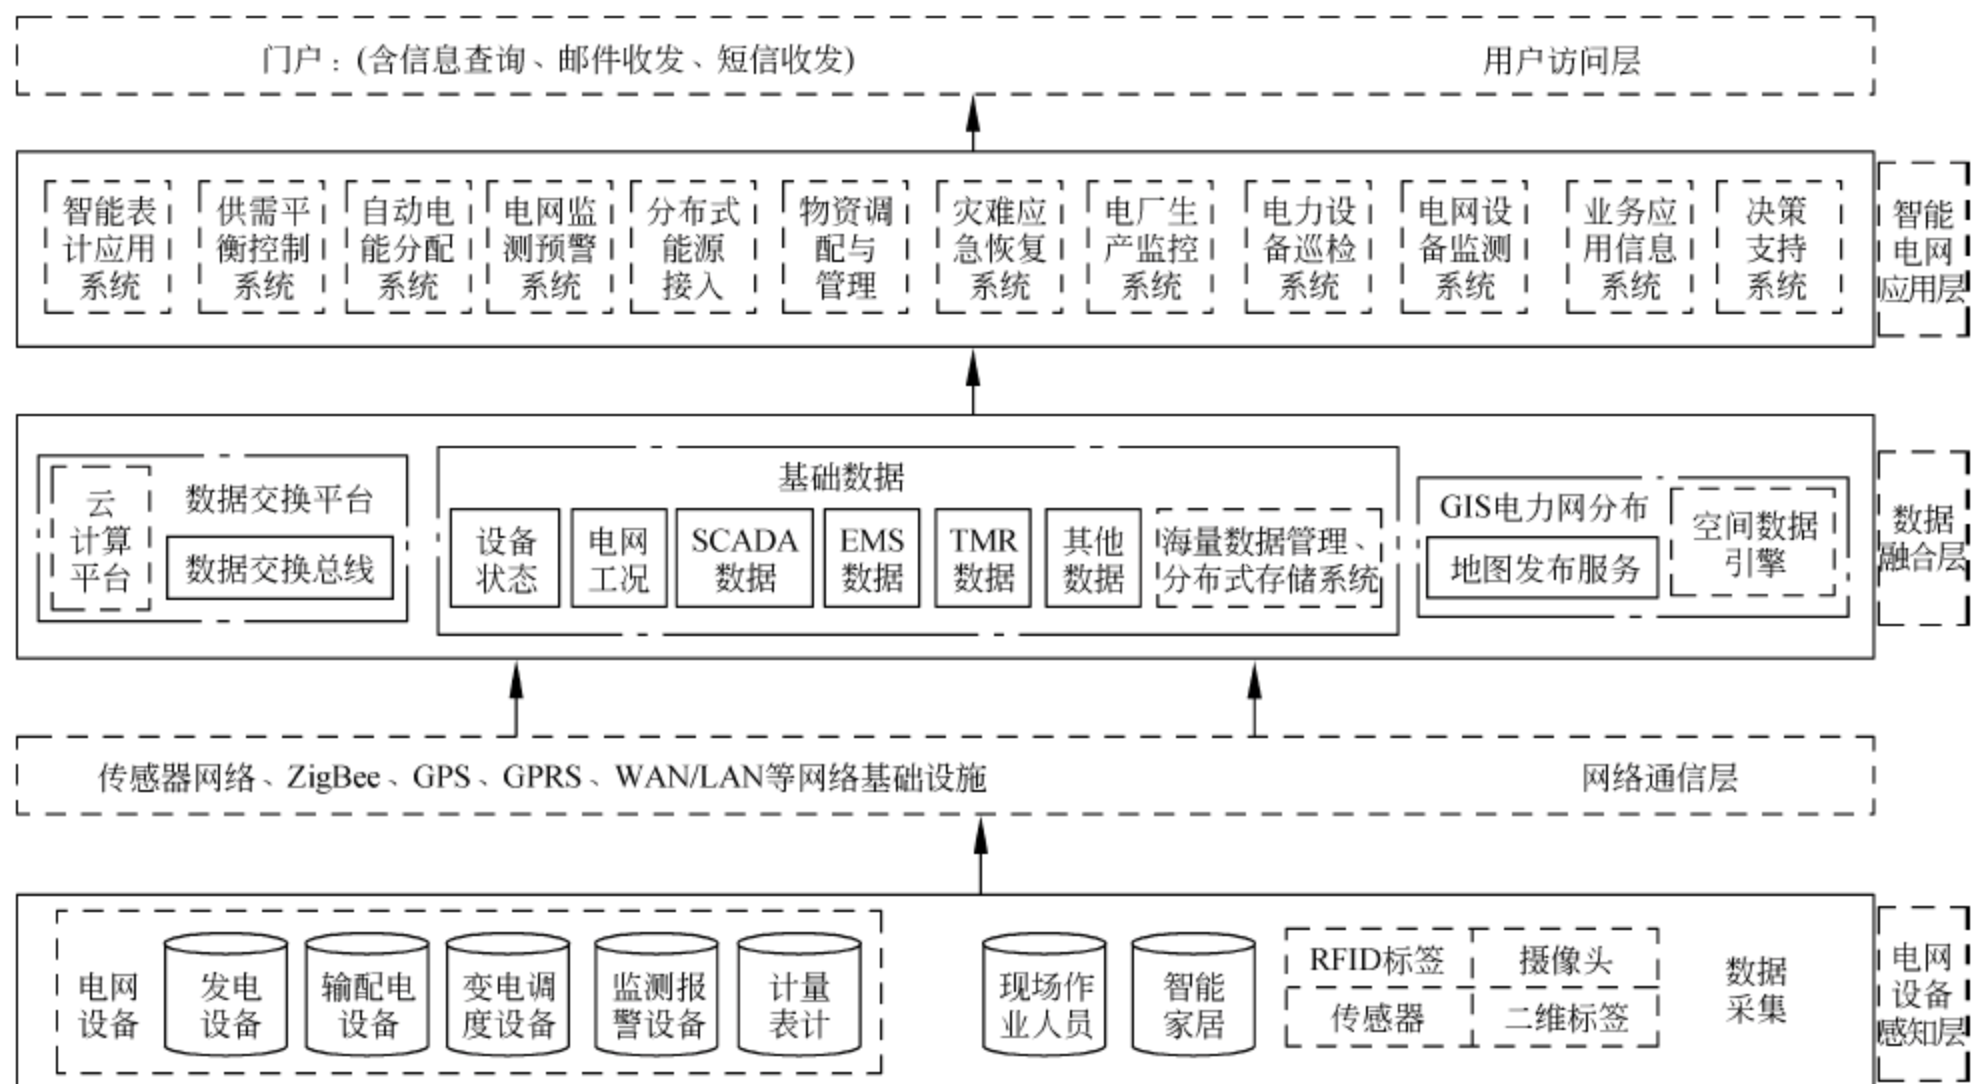 门户：(含信息查询、邮件收发、短信收发)
用户访问层
智能表
计应用
系统
供需平
衡控制
系统
自动电
能分配
系统
电网监
测预警
系统
分布式
能源
接入
物资调
配与
管理
灾难应
急恢复
系统
电厂生
产监控
系统
电力设
备巡检
系统
电网设
备监测
系统
业务应
用信息
系统
决策
支持
系统
智能
电网
应用层
云
计算
平台
数据交换平台
数据交换总线
基础数据
设备
状态
电网
工况
SCADA
数据
EMS
数据
TMR
数据
其他
数据
海量数据管理、
分布式存储系统
GIS电力网分布
地图发布服务
空间数据
引擎
数据
融合层
传感器网络、ZigBee、GPS、GPRS、WAN/LAN等网络基础设施
网络通信层
电网
设备
发电
设备
输配电
设备
变电调
度设备
监测报
警设备
计量
表计
现场作
业人员
智能
家居
RFID标签
摄像头
传感器
二维标签
数据
采集
电网
设备
感知层